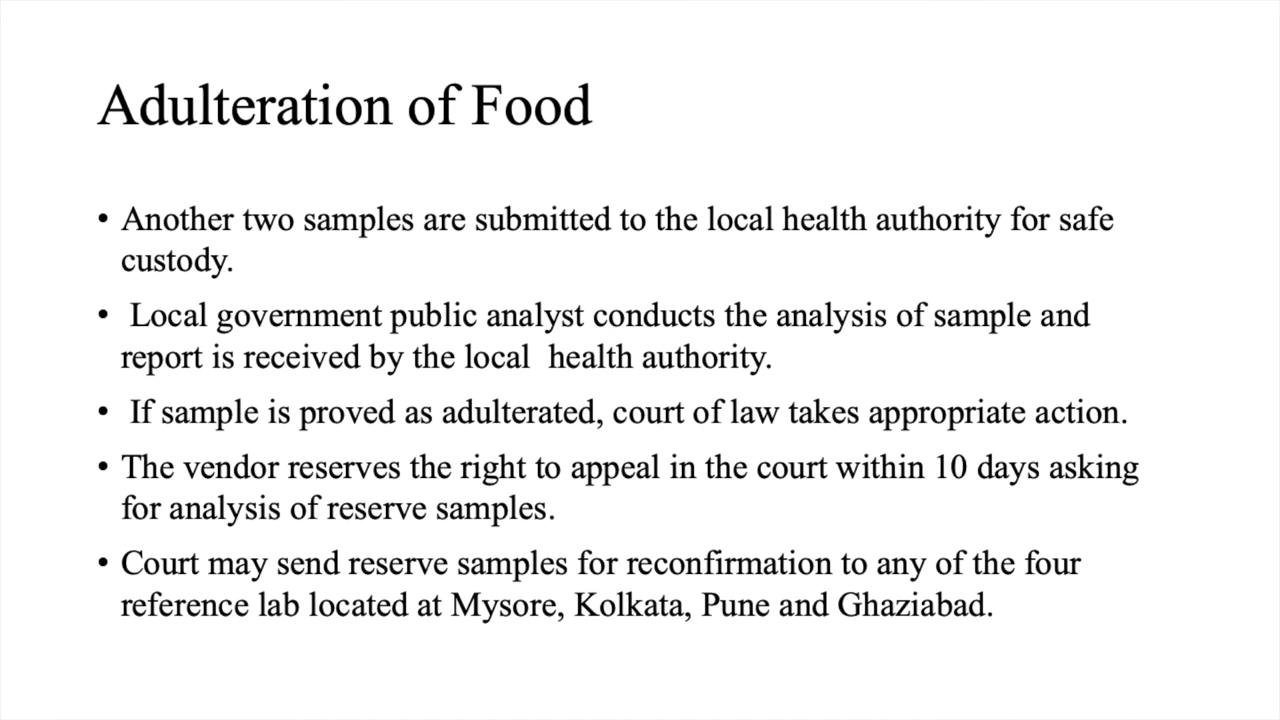 Adulteration of Food
• Another two samples are submitted to the local health authority for safe
custody.
• Local government public analyst conducts the analysis of sample and
report is received by the local  health authority.
• If sample is proved as adulterated, court of law takes appropriate action.
• The vendor reserves the right to appeal in the court within 10 days asking
for analysis of reserve samples.
• Court may send reserve samples for reconfirmation to any of the four
reference lab located at Mysore, Kolkata, Pune and Ghaziabad.